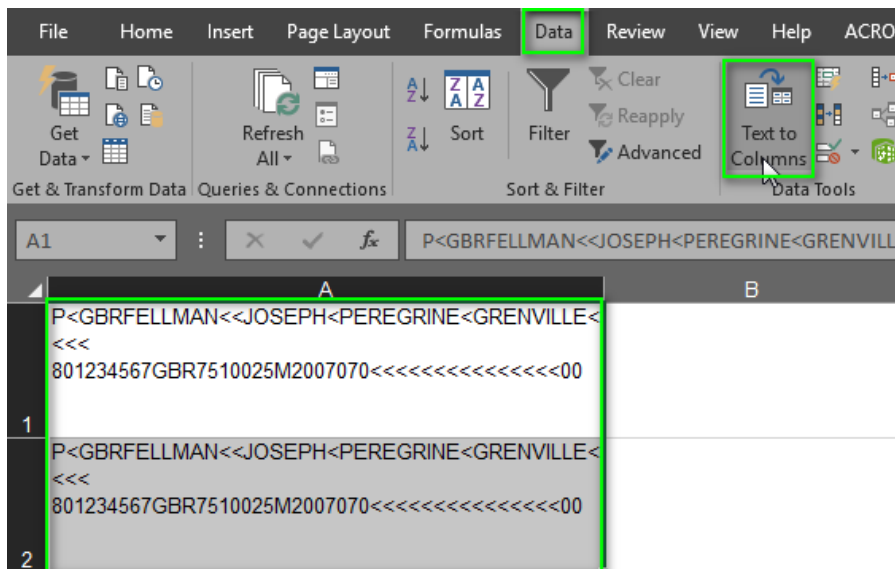 File Home Insert Page Layout Formulas Data Review View Help ACRO
Get Data
Refresh All
Sort
Filter
Clear
Reapply
Advanced
Text to Columns
Get & Transform Data Queries & Connections Sort & Filter Data Tools
A1 fx P<GBRFELLMAN<<JOSEPH<PEREGRINE<GRENVILL
A B
P<GBRFELLMAN<<JOSEPH<PEREGRINE<GRENVILLE<
<<<
801234567GBR7510025M2007070<<<<<<<<<<<<<<<00
1
P<GBRFELLMAN<<JOSEPH<PEREGRINE<GRENVILLE<
<<<
801234567GBR7510025M2007070<<<<<<<<<<<<<<<00
2